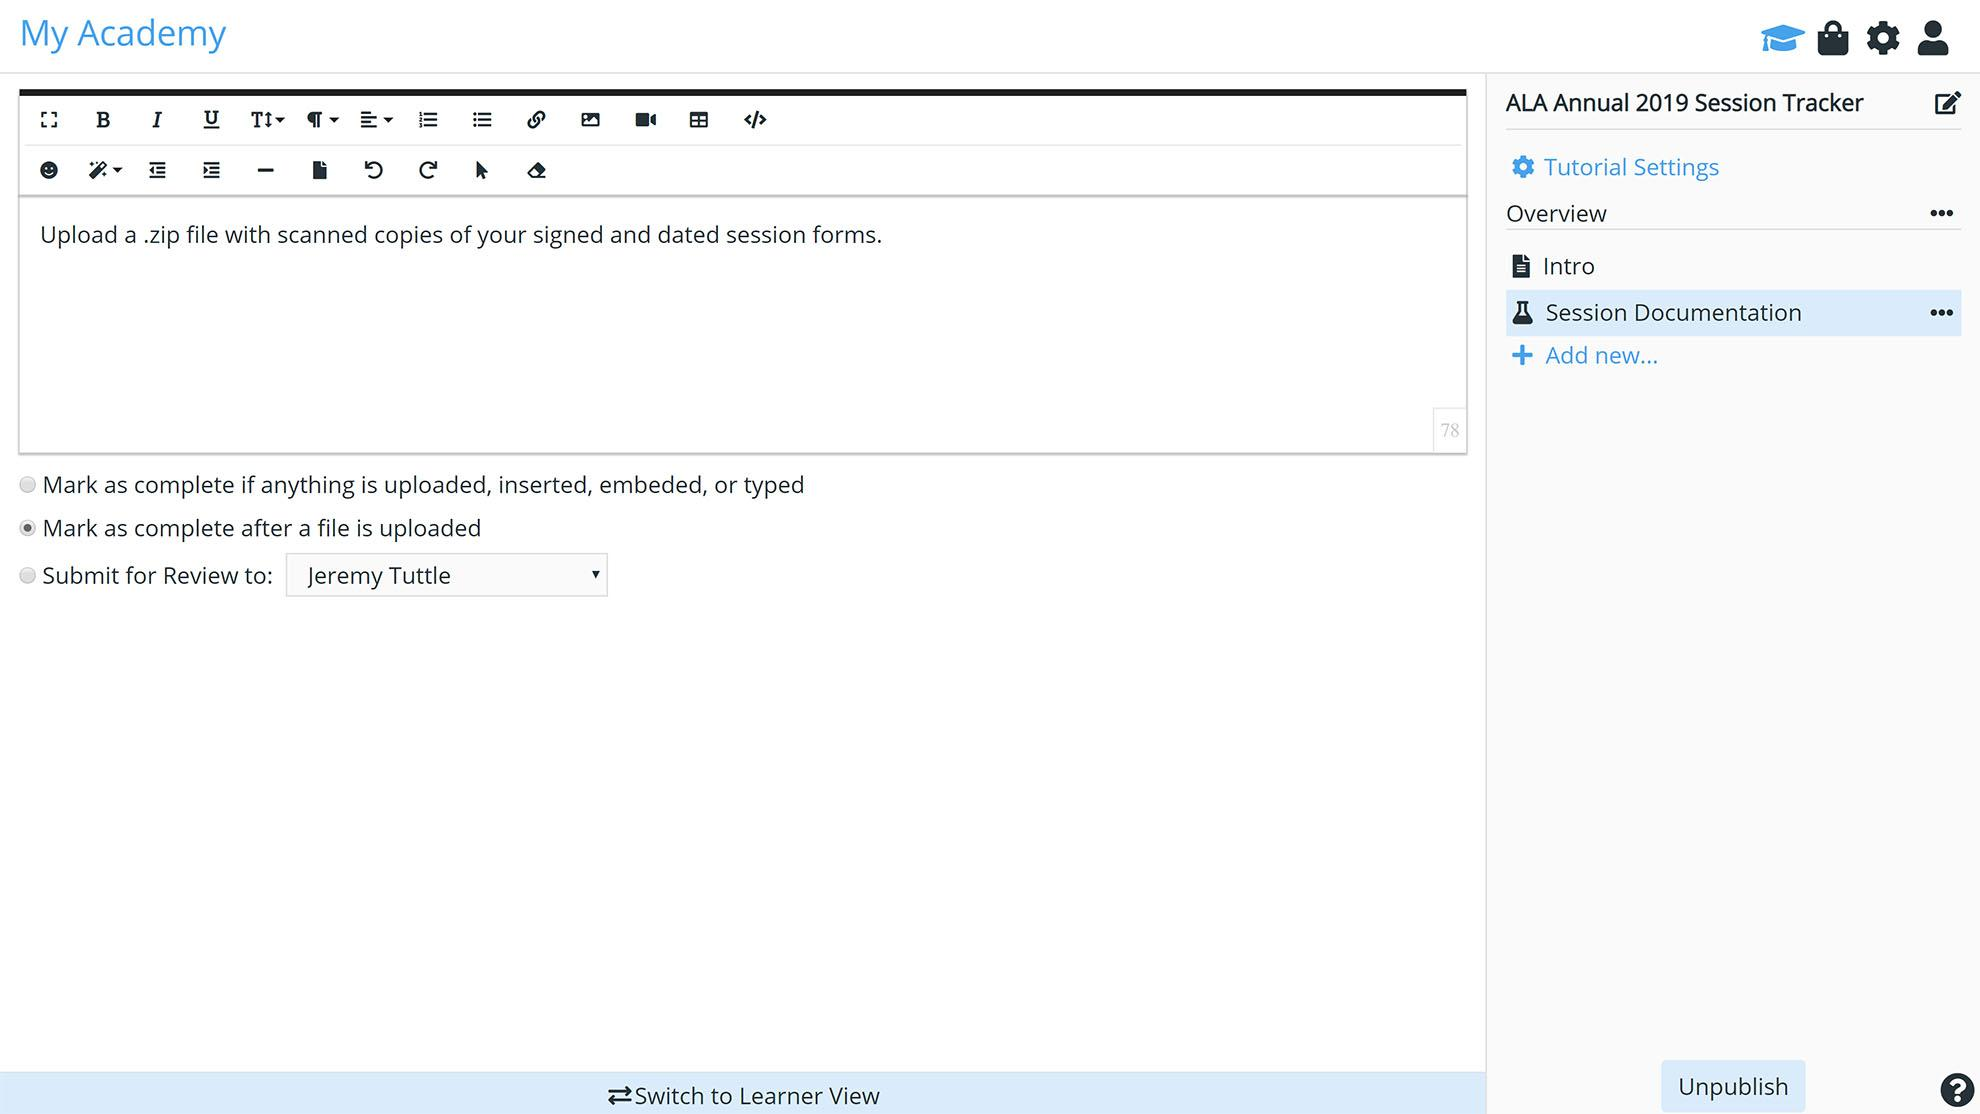 My Academy
ALA Annual 2019 Session Tracker
Tutorial Settings
Overview
Intro
Session Documentation
Add new...
Upload a .zip file with scanned copies of your signed and dated session forms.
78
Mark as complete if anything is uploaded, inserted, embeded, or typed
Mark as complete after a file is uploaded
Submit for Review to: Jeremy Tuttle
Switch to Learner View
Unpublish